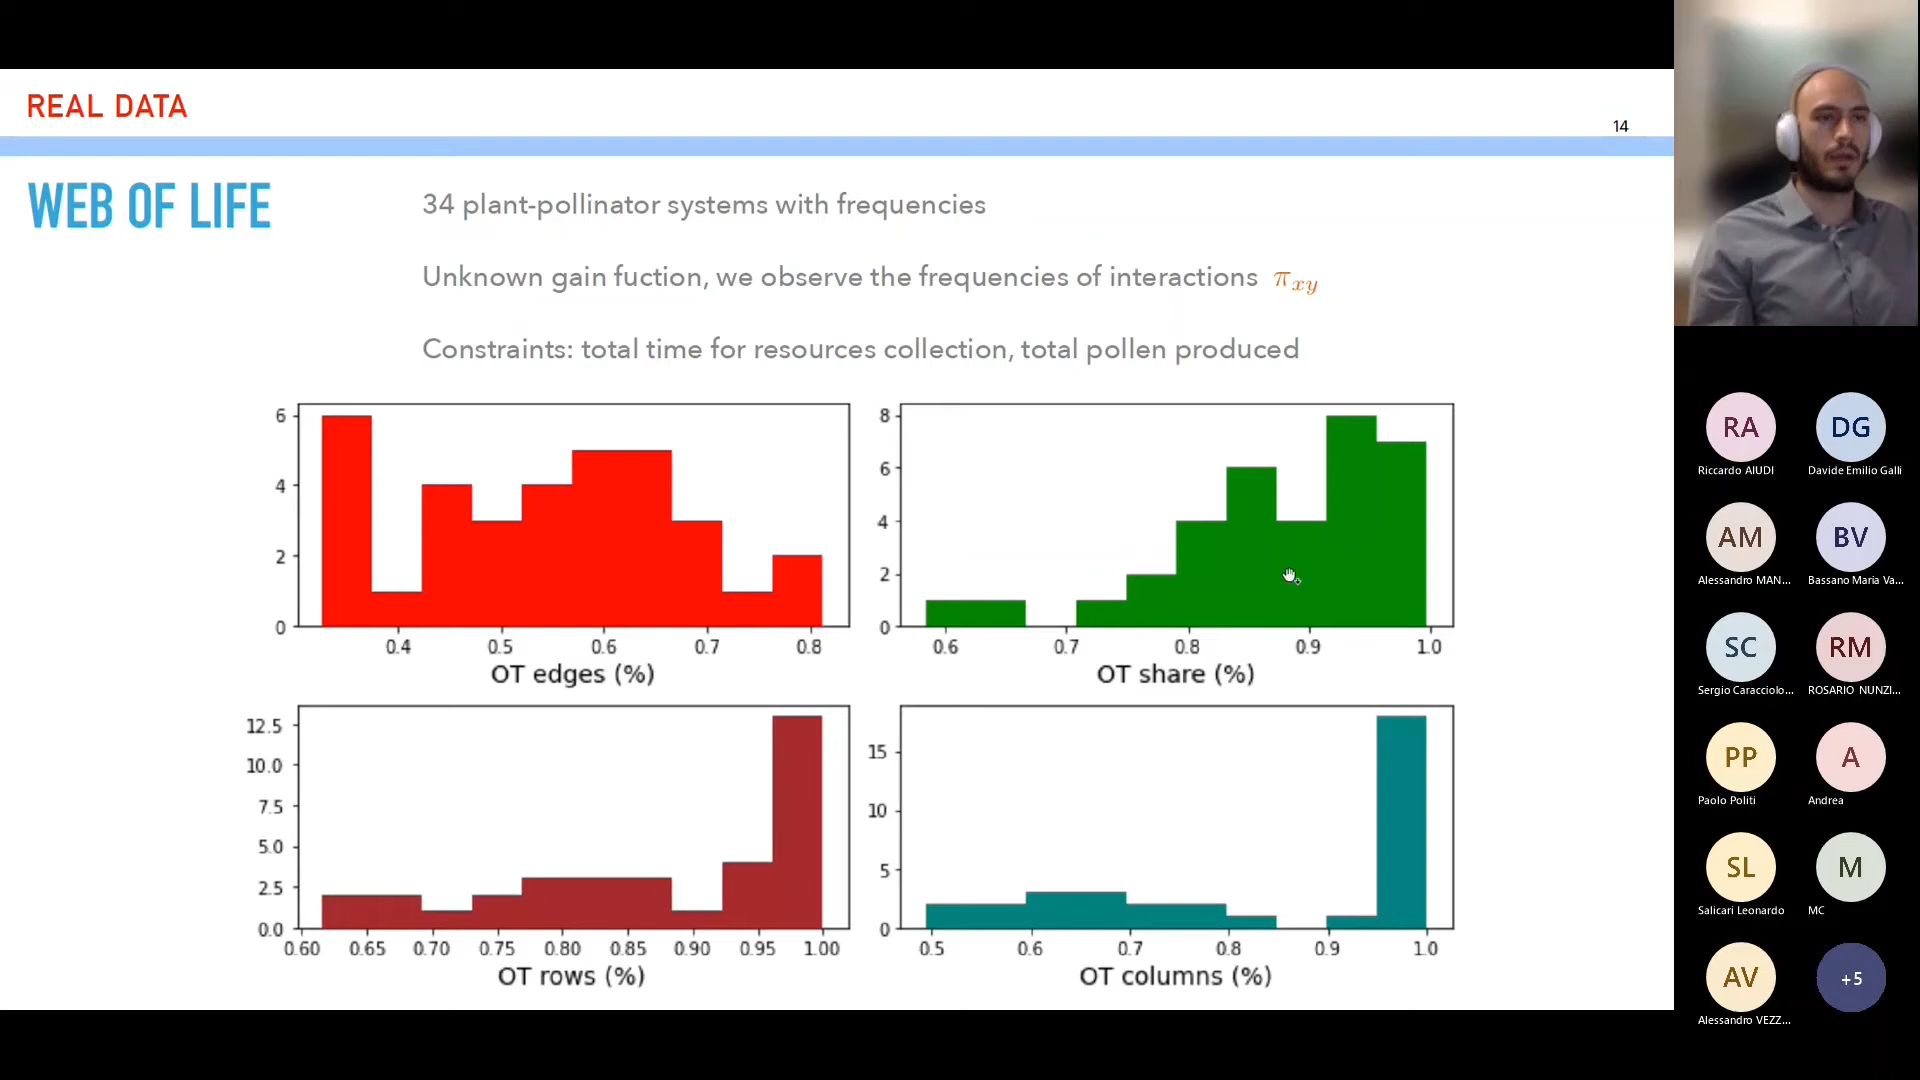 REAL DATA
14
WEB OF LIFE
34 plant-pollinator systems with frequencies
Unknown gain fuction, we observe the frequencies of interactions πxy
Constraints: total time for resources collection, total pollen produced
6
4
2
0
0.4 0.5 0.6 0.7 0.8
OT edges (%)
8
6
4
2
0
0.6 0.7 0.8 0.9 1.0
OT share (%)
12.5
10.0
7.5
5.0
2.5
0.0
0.60 0.65 0.70 0.75 0.80 0.85 0.90 0.95 1.00
OT rows (%)
15
10
5
0
0.5 0.6 0.7 0.8 0.9 1.0
OT columns (%)
RA DG
Riccardo AIUDI Davide Emilio Galli
AM BV
Alessandro MAN... Bassano Maria Va...
SC RM
Sergio Caracciolo... ROSARIO NUNZI...
PP A
Paolo Politi Andrea
SL M
Salicari Leonardo MC
AV +5
Alessandro VEZZ...